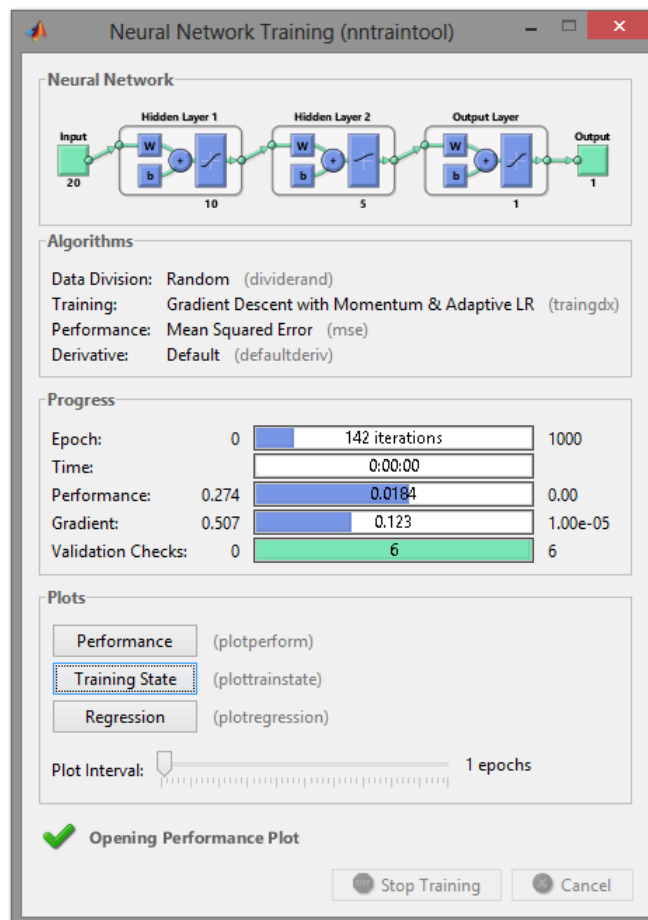 Neural Network Training (nntraintool)
Neural Network
Hidden Layer 1 Hidden Layer 2 Output Layer
Input Output
W W W
+ + +
b b b
20 10 5 1 1
Algorithms
Data Division: Random (dividerand)
Training: Gradient Descent with Momentum & Adaptive LR (traingdx)
Performance: Mean Squared Error (mse)
Derivative: Default (defaultderiv)
Progress
Epoch: 0 142 iterations 1000
Time: 0:00:00
Performance: 0.274 0.0184 0.00
Gradient: 0.507 0.123 1.00e-05
Validation Checks: 0 6 6
Plots
Performance (plotperform)
Training State (plottrainstate)
Regression (plotregression)
Plot Interval: 1 epochs
Opening Performance Plot
Stop Training Cancel